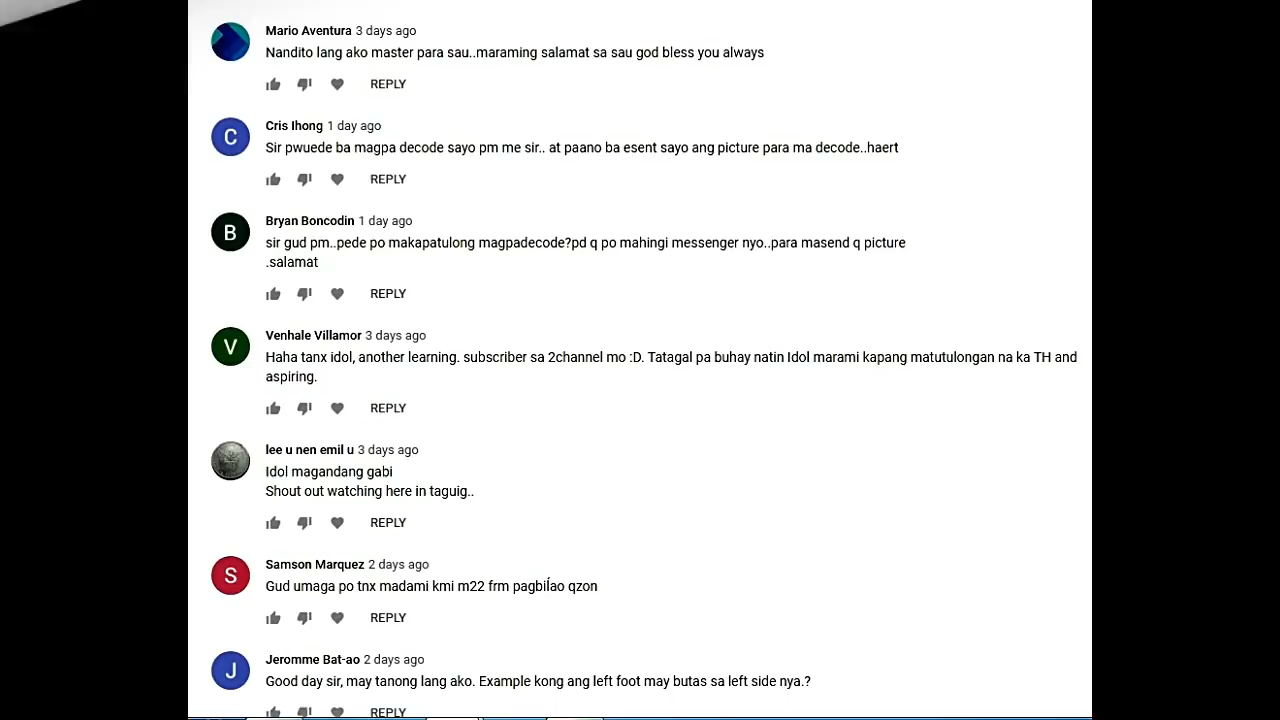 Mario Aventura 3 days ago
Nandito lang ako master para sau..maraming salamat sa sau god bless you always
REPLY
C
Cris Ihong 1 day ago
Sir pwuede ba magpa decode sayo pm me sir.. at paano ba esent sayo ang picture para ma decode..haert
REPLY
B
Bryan Boncodin 1 day ago
sir gud pm..pede po makapatulong magpadecode?pd q po mahingi messenger nyo..para masend q picture
.salamat
REPLY
V
Venhale Villamor 3 days ago
Haha tanx idol, another learning. subscriber sa 2channel mo :D. Tatagal pa buhay natin Idol marami kapang matutulongan na ka TH and
aspiring.
REPLY
lee u nen emil u 3 days ago
Idol magandang gabi
Shout out watching here in taguig..
REPLY
S
Samson Marquez 2 days ago
Gud umaga po tnx madami kmi m22 frm pagbilao qzon
REPLY
J
Jeromme Bat-ao 2 days ago
Good day sir, may tanong lang ako. Example kong ang left foot may butas sa left side nya.?
REPLY